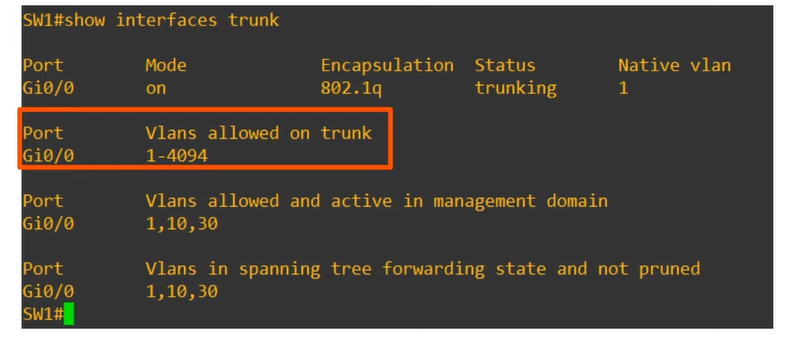 SW1#show interfaces trunk
Port Mode Encapsulation Status Native vlan
Gi0/0 on 802.1q trunking 1
Port Vlans allowed on trunk
Gi0/0 1-4094
Port Vlans allowed and active in management domain
Gi0/0 1,10,30
Port Vlans in spanning tree forwarding state and not pruned
Gi0/0 1,10,30
SW1#